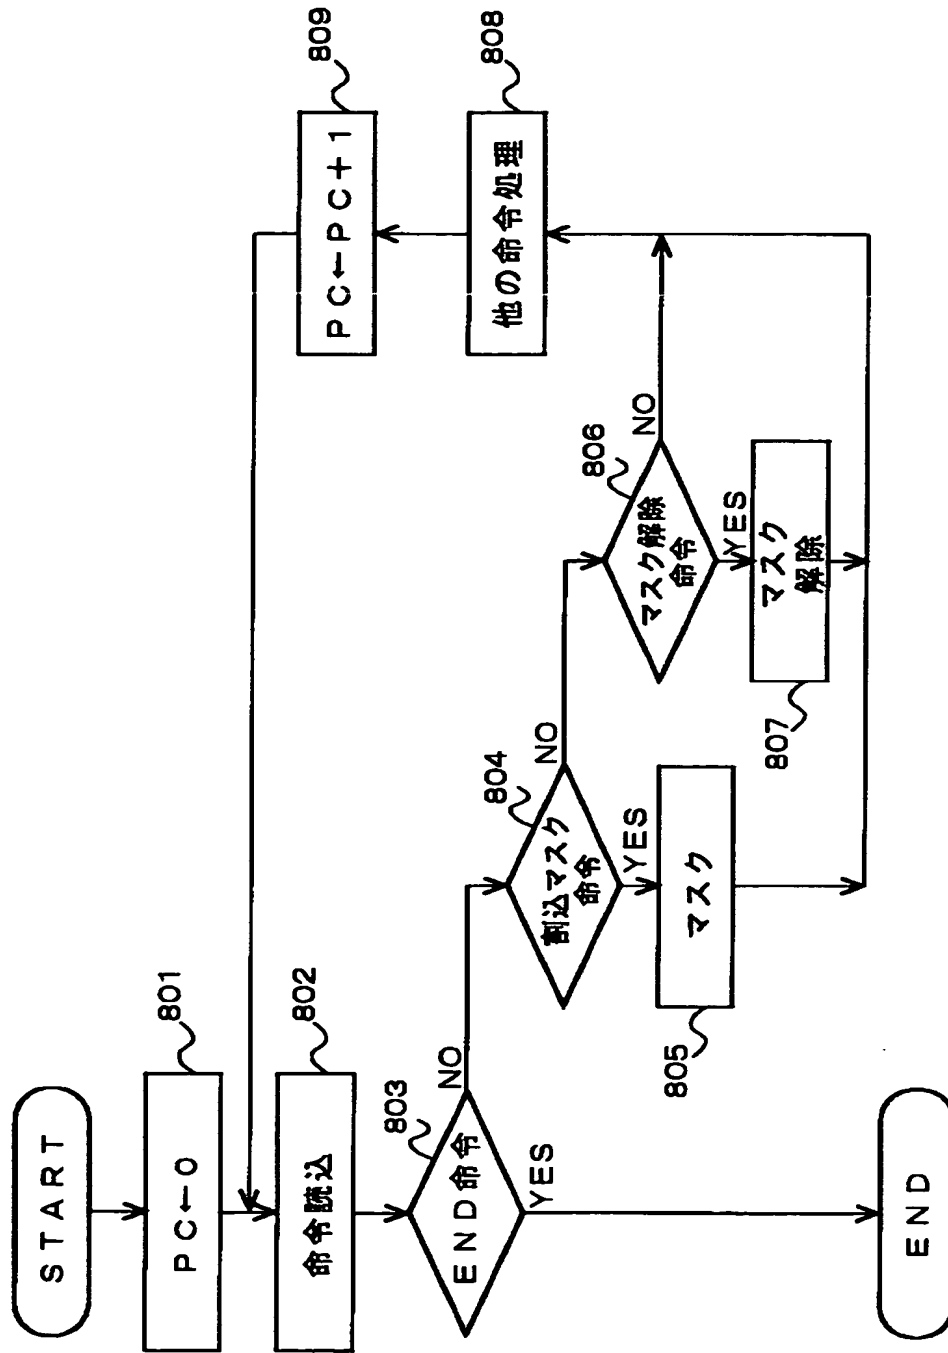 START
PC←0
801
命令読込
802
END命令
803
NO
YES
割込マスク
命令
804
NO
YES
マスク
805
マスク解除
命令
806
NO
YES
マスク
解除
807
他の命令処理
808
PC←PC+1
809
END